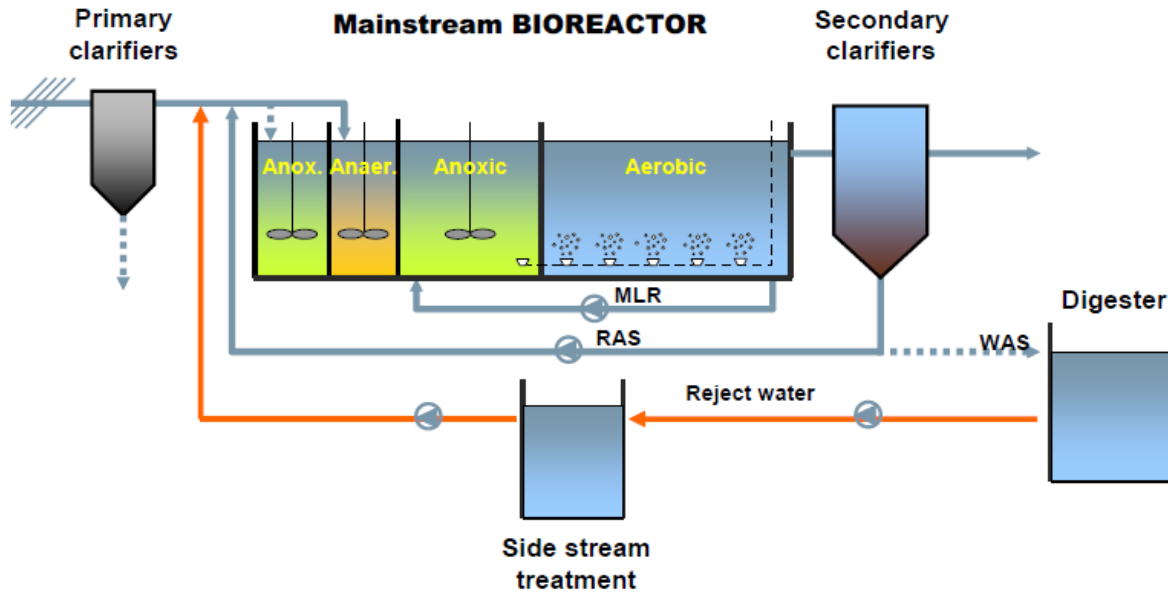 Primary
clarifiers
Mainstream BIOREACTOR
Secondary
clarifiers
Anox.
Anaer.
Anoxic
Aerobic
MLR
RAS
WAS
Digester
Reject water
Side stream
treatment